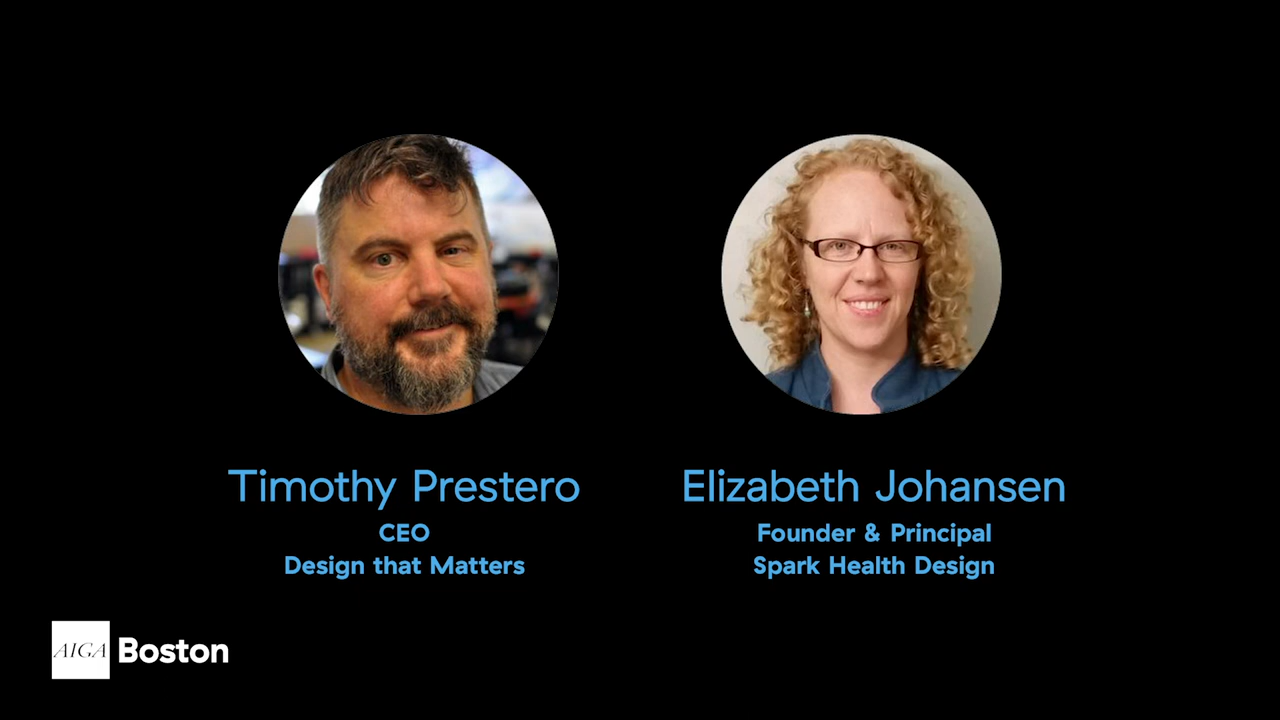 Timothy Prestero
CEO
Design that Matters
Elizabeth Johansen
Founder & Principal
Spark Health Design
AIGA Boston